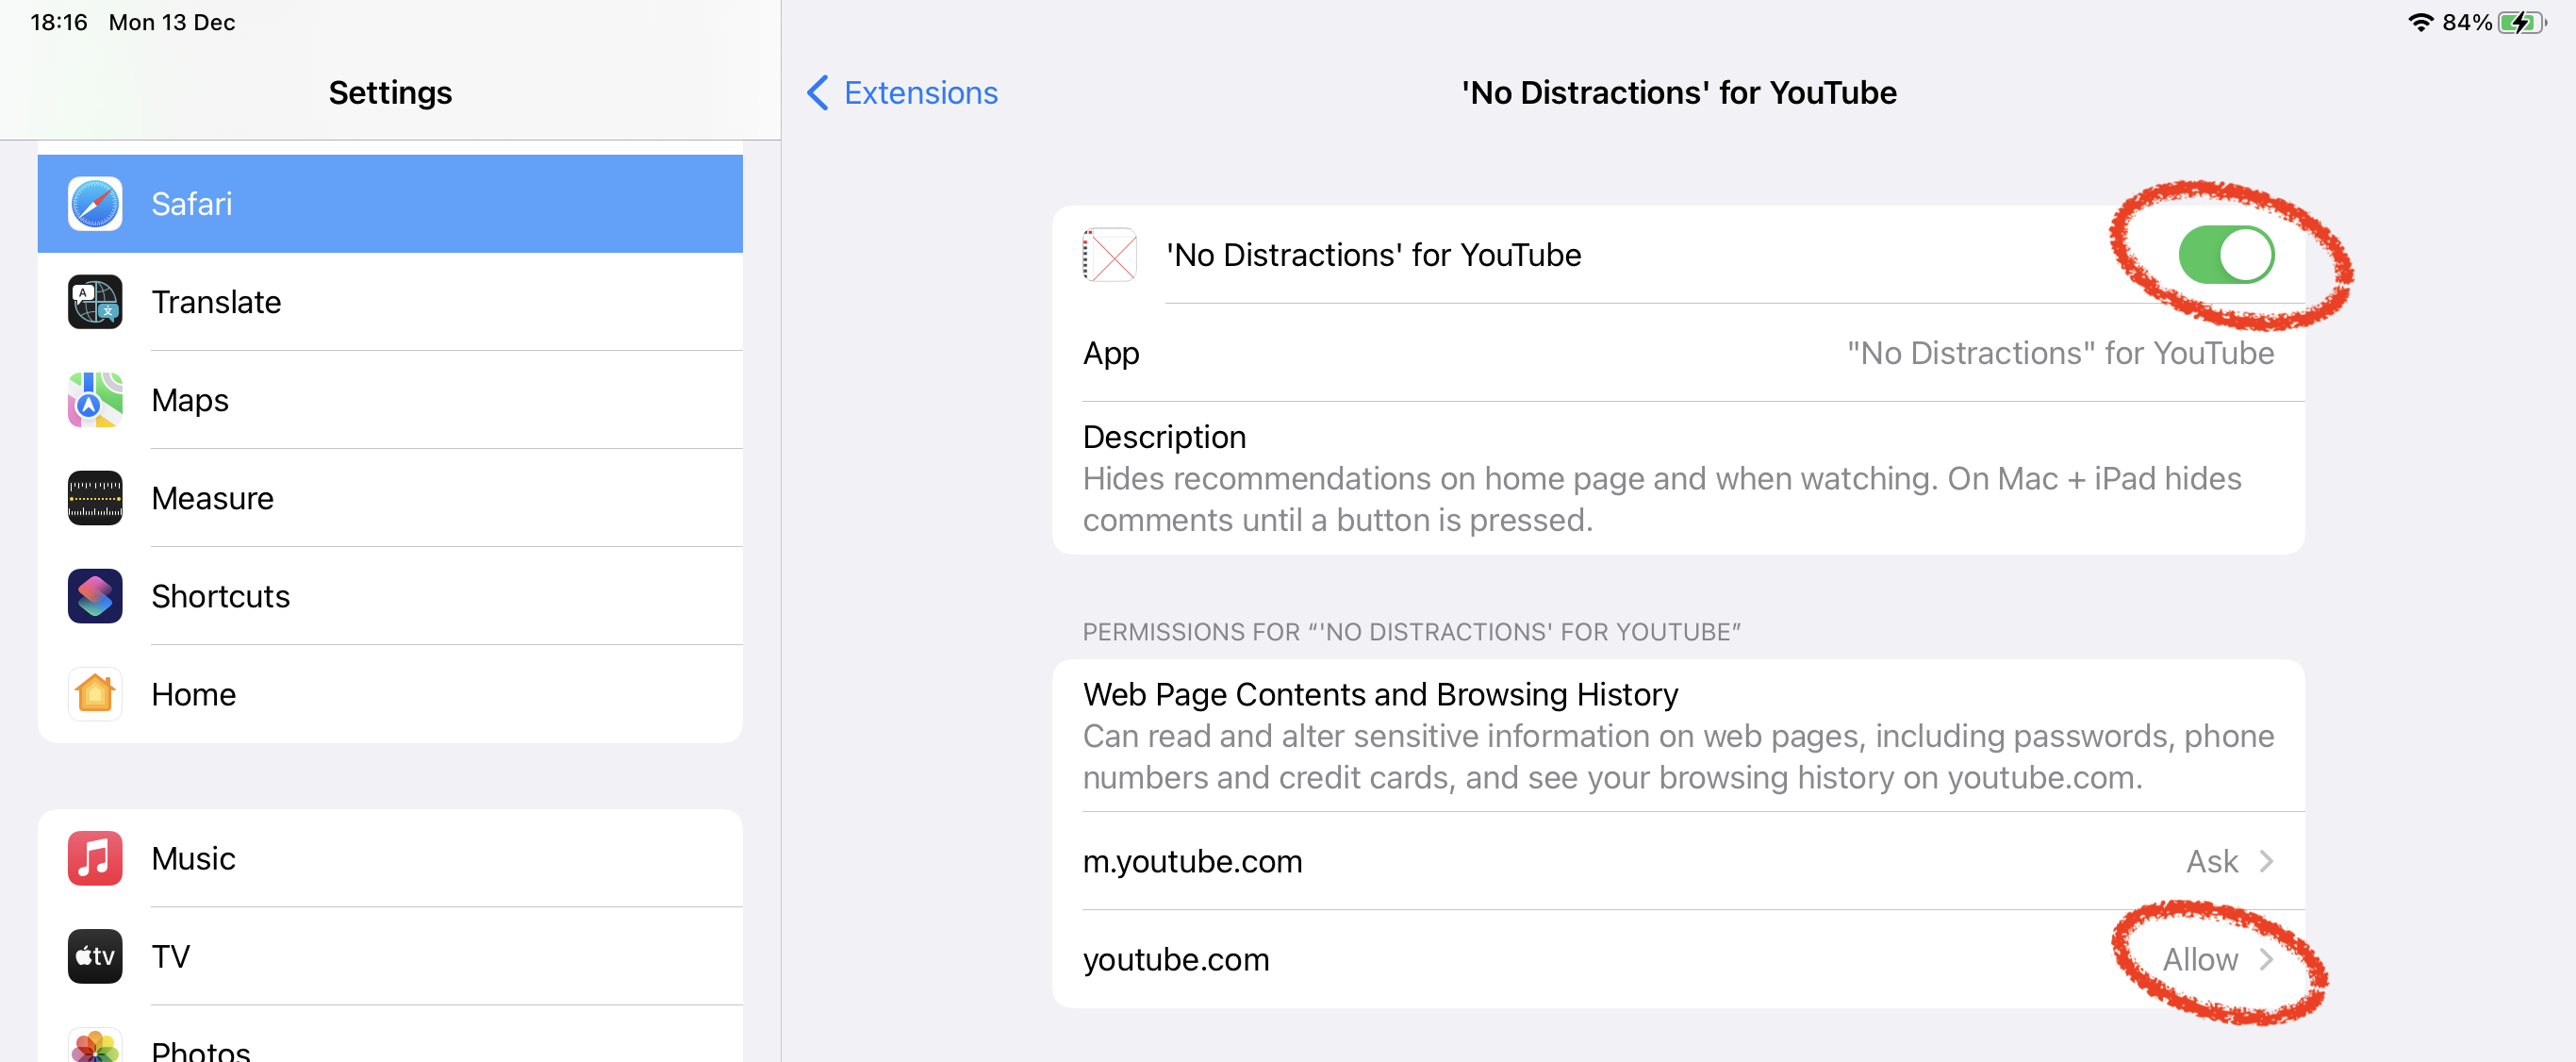 18:16 Mon 13 Dec
84%
Settings
Safari
Translate
Maps
Measure
Shortcuts
Home
Music
tv
TV
Photos
Extensions
'No Distractions' for YouTube
'No Distractions' for YouTube
App
"No Distractions" for YouTube
Description
Hides recommendations on home page and when watching. On Mac + iPad hides
comments until a button is pressed.
PERMISSIONS FOR “'NO DISTRACTIONS' FOR YOUTUBE”
Web Page Contents and Browsing History
Can read and alter sensitive information on web pages, including passwords, phone
numbers and credit cards, and see your browsing history on youtube.com.
m.youtube.com
Ask
youtube.com
Allow